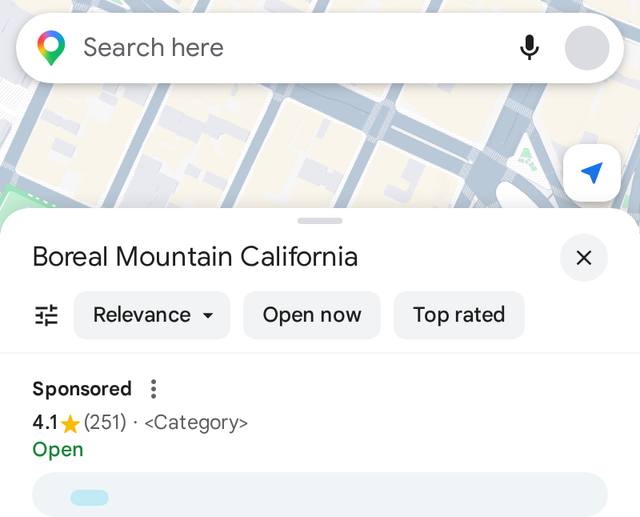 Search here
Boreal Mountain California
Relevance Open now Top rated
Sponsored
4.1 (251) · <Category>
Open